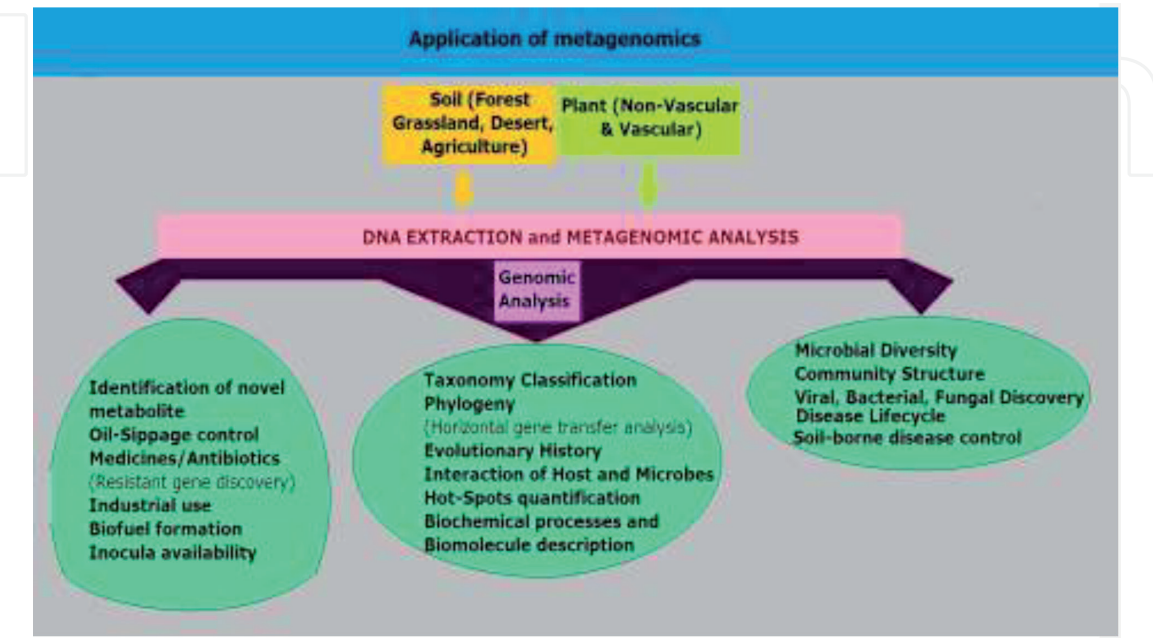 Application of metagenomics
Soil (Forest
Grassland, Desert,
Agriculture)
Plant (Non-Vascular
& Vascular)
DNA EXTRACTION and METAGENOMIC ANALYSIS
Genomic
Analysis
Identification of novel
metabolite
Oil-Sippage control
Medicines/Antibiotics
(Resistant gene discovery)
Industrial use
Biofuel formation
Inocula availability
Taxonomy Classification
Phylogeny
(Horizontal gene transfer analysis)
Evolutionary History
Interaction of Host and Microbes
Hot-Spots quantification
Biochemical processes and
Biomolecule description
Microbial Diversity
Community Structure
Viral, Bacterial, Fungal Discovery
Disease Lifecycle
Soil-borne disease control